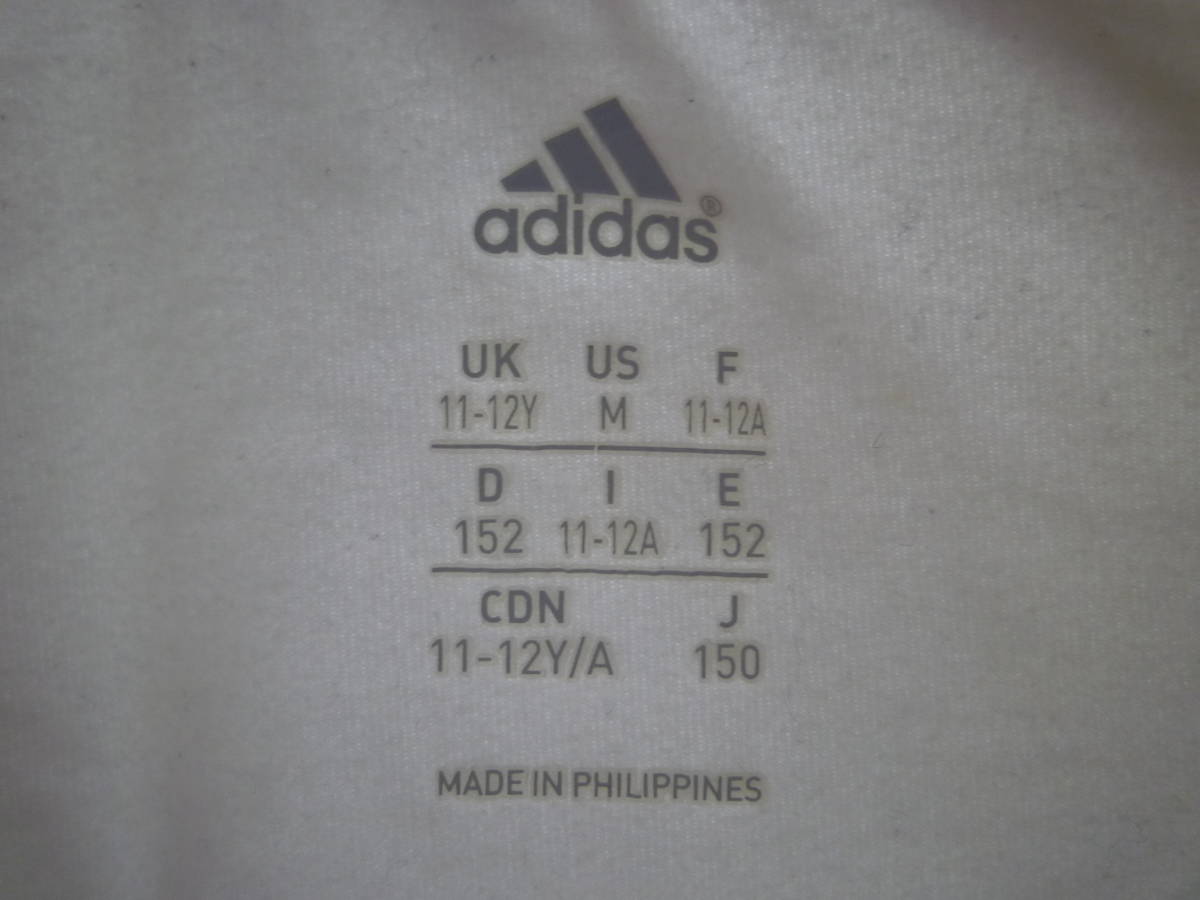 adidas®
UK US F
11-12Y M 11-12A
D I E
152 11-12A 152
CDN J
11-12Y/A 150
MADE IN PHILIPPINES